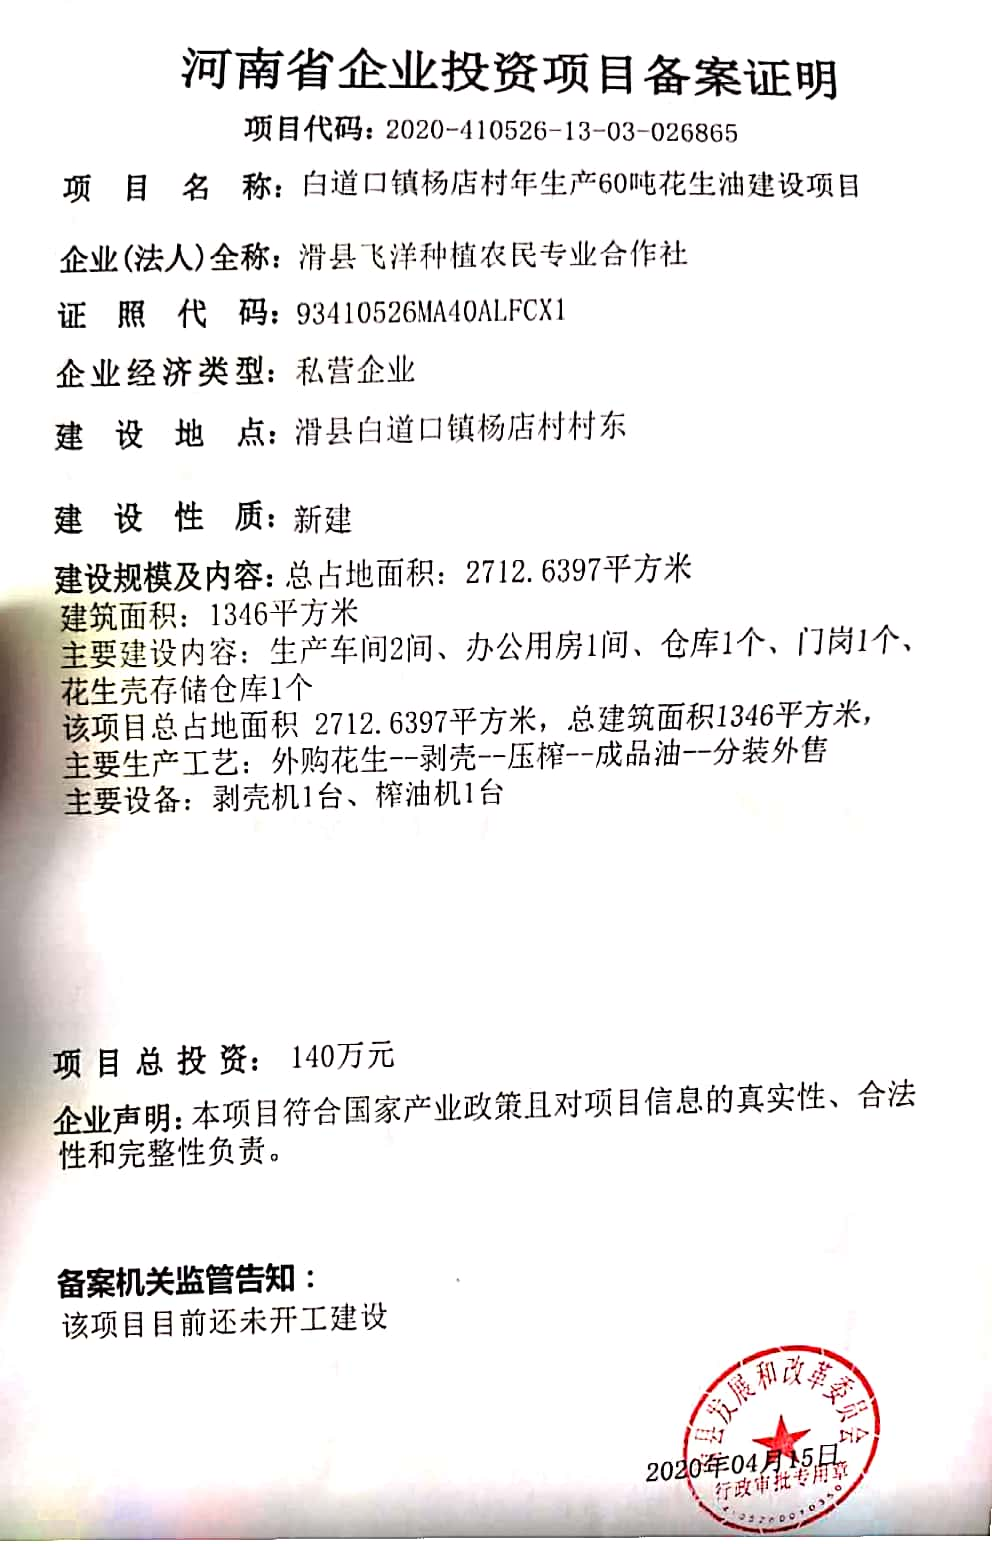 河南省企业投资项目备案证明
项目代码：2020-410526-13-03-026865
项目名称：白道口镇杨店村年生产60吨花生油建设项目
企业(法人)全称：滑县飞洋种植农民专业合作社
证照代码：93410526MA40ALFCX1
企业经济类型：私营企业
建设地点：滑县白道口镇杨店村村东
建设性质：新建
建设规模及内容：总占地面积：2712.6397平方米
建筑面积：1346平方米
主要建设内容：生产车间2间、办公用房1间、仓库1个、门岗1个、
花生壳存储仓库1个
该项目总占地面积 2712.6397平方米，总建筑面积1346平方米，
主要生产工艺：外购花生--剥壳--压榨--成品油--分装外售
主要设备：剥壳机1台、榨油机1台
项目总投资：140万元
企业声明：本项目符合国家产业政策且对项目信息的真实性、合法
性和完整性负责。
备案机关监管告知：
该项目目前还未开工建设
滑县发展和改革委员会
2020年04月15日
行政审批专用章